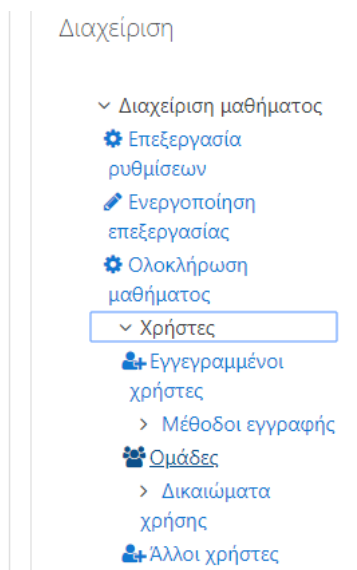 Διαχείριση
Διαχείριση μαθήματος
Επεξεργασία
ρυθμίσεων
Ενεργοποίηση
επεξεργασίας
Ολοκλήρωση
μαθήματος
Χρήστες
Εγγεγραμμένοι
χρήστες
Μέθοδοι εγγραφής
Ομάδες
Δικαιώματα
χρήσης
Άλλοι χρήστες